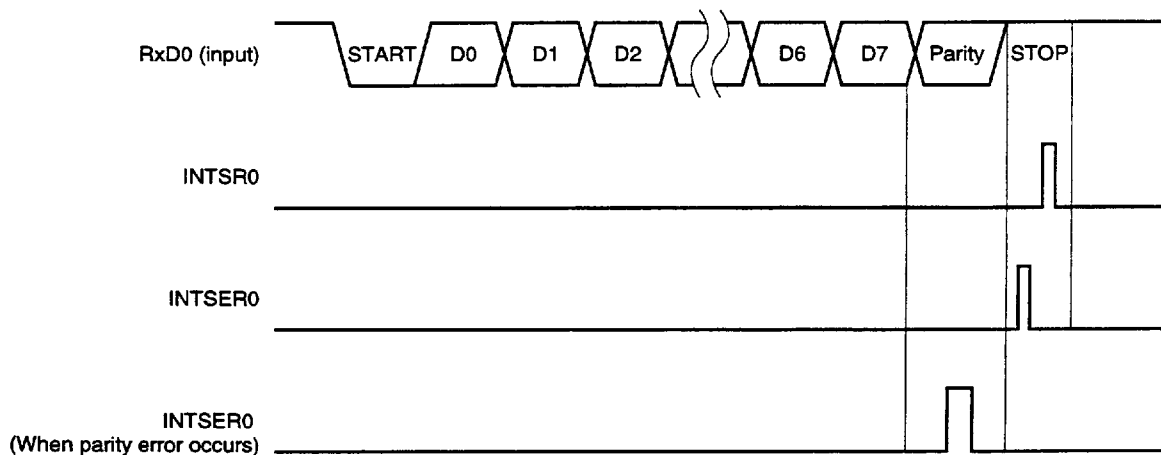 RxD0 (input) START D0 D1 D2 D6 D7 Parity STOP
INTSR0
INTSER0
INTSER0
(When parity error occurs)